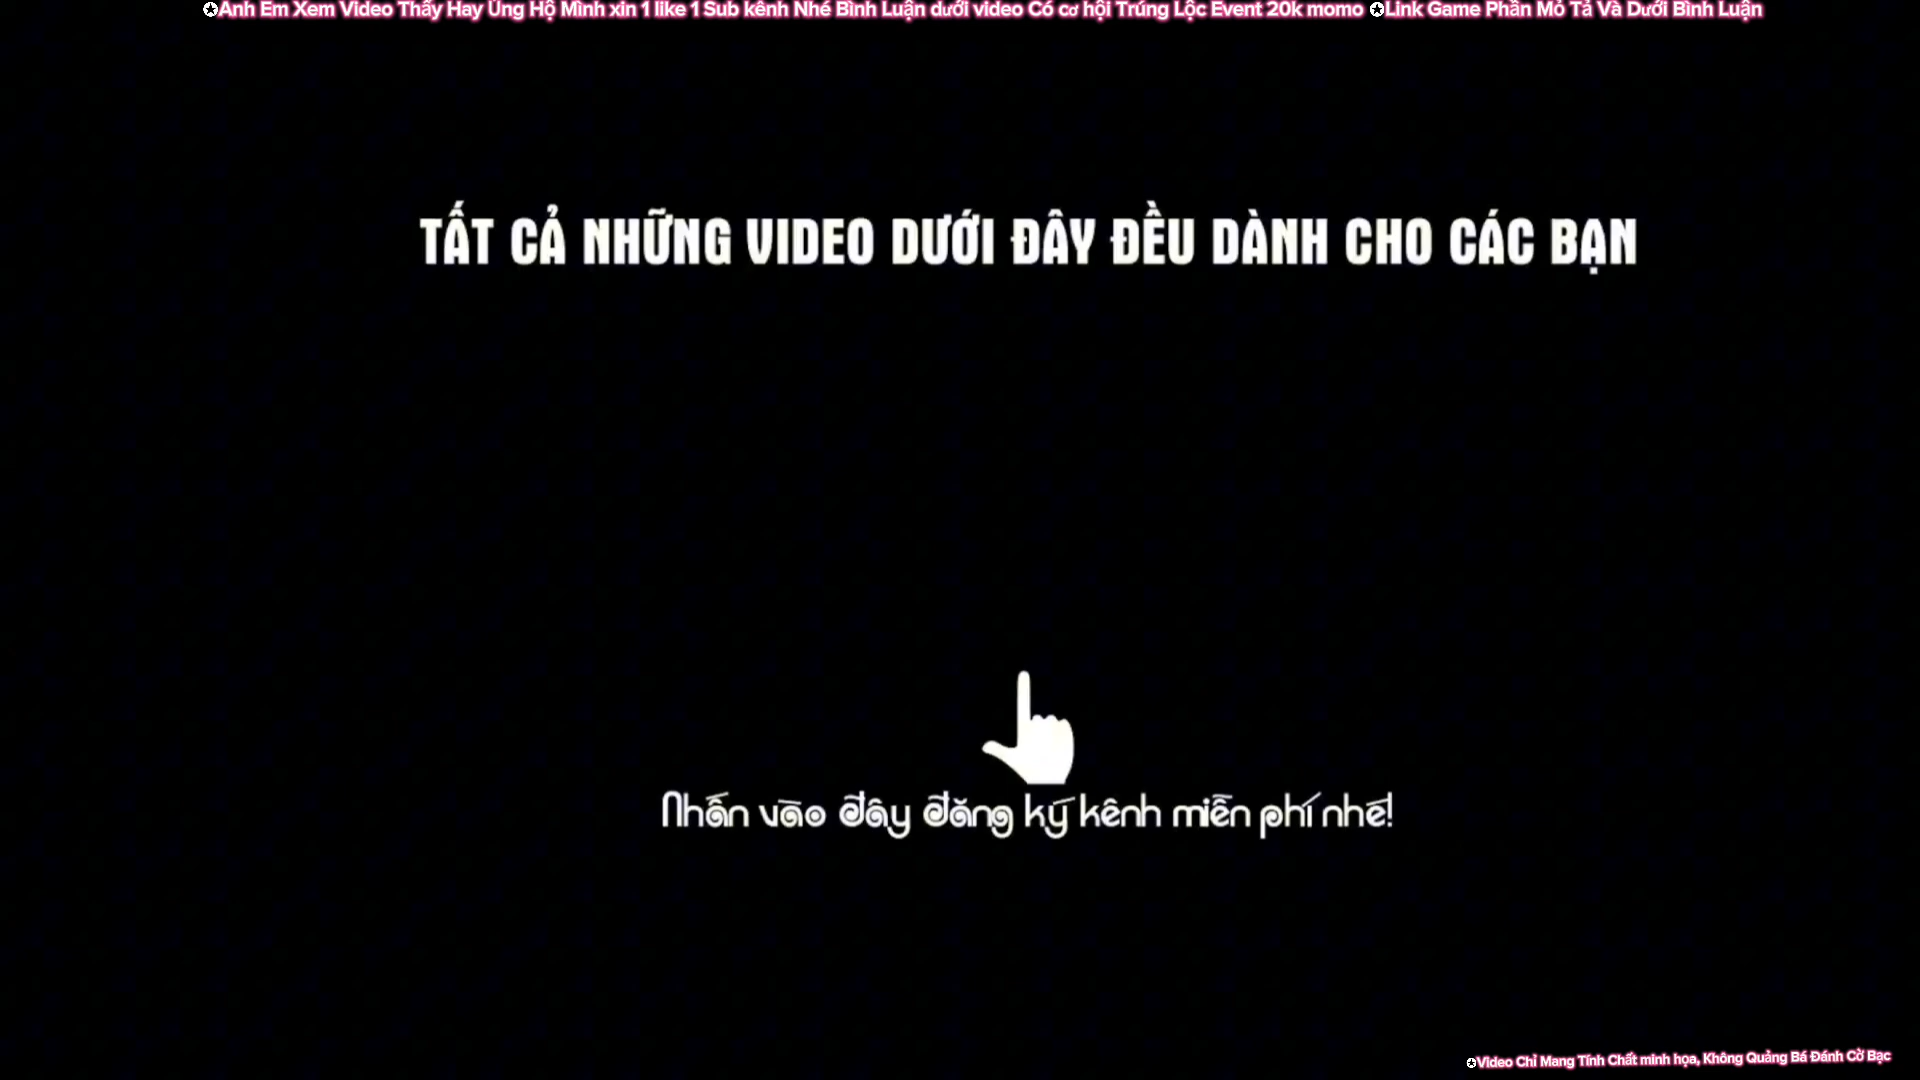 ✪Anh Em Xem Video Thấy Hay Ủng Hộ Mình xin 1 like 1 Sub kênh Nhé Bình Luận dưới video Có cơ hội Trúng Lộc Event 20k momo ✪Link Game Phần Mỏ Tả Và Dưới Bình Luận
TẤT CẢ NHỮNG VIDEO DƯỚI ĐÂY ĐỀU DÀNH CHO CÁC BẠN
Nhấn vào đây đăng ký kênh miễn phí nhé!
✪Video Chỉ Mang Tính Chất minh họa, Không Quảng Bá Đánh Cờ Bạc